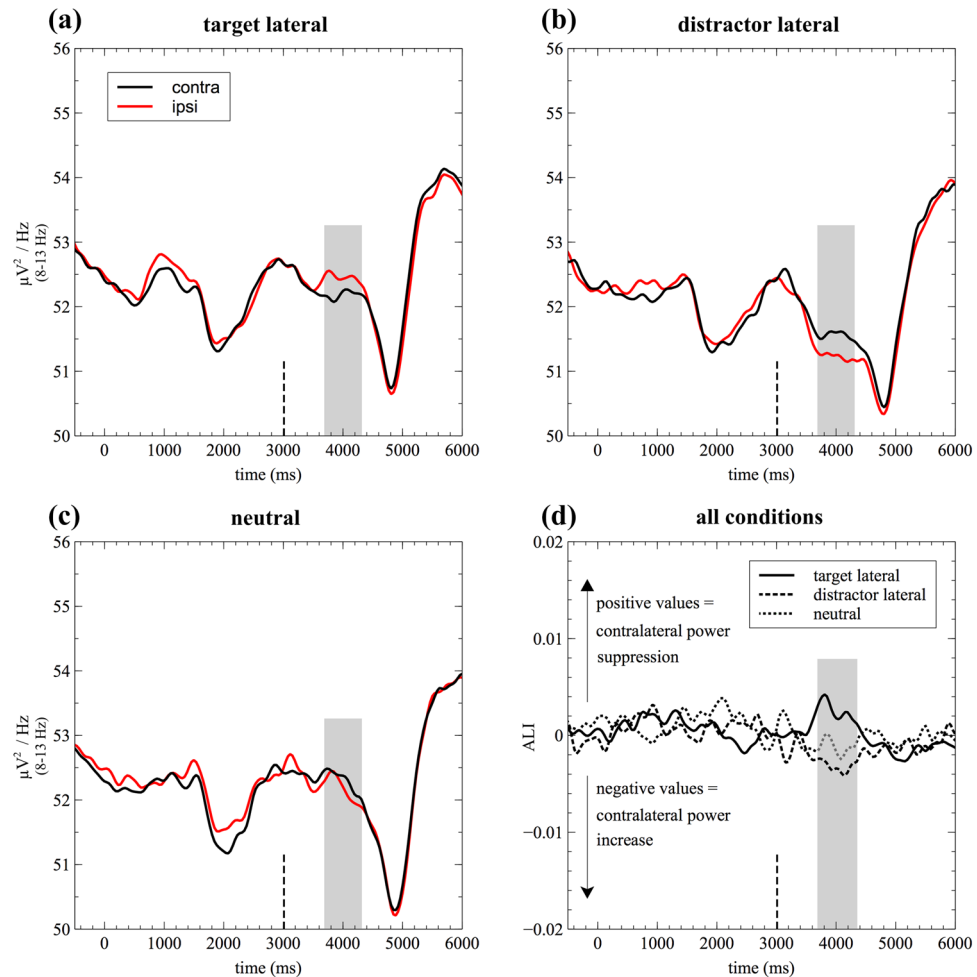 (a)
target lateral
56
55
54
53
52
51
50
µV² / Hz
(8-13 Hz)
contra
ipsi
0 1000 2000 3000 4000 5000 6000
time (ms)
(b)
distractor lateral
56
55
54
53
52
51
50
0 1000 2000 3000 4000 5000 6000
time (ms)
(c)
neutral
56
55
54
53
52
51
50
µV² / Hz
(8-13 Hz)
0 1000 2000 3000 4000 5000 6000
time (ms)
(d)
all conditions
0.02
0.01
0
−0.01
−0.02
ALI
target lateral
distractor lateral
neutral
positive values =
contralateral power
suppression
negative values =
contralateral power
increase
0 1000 2000 3000 4000 5000 6000
time (ms)